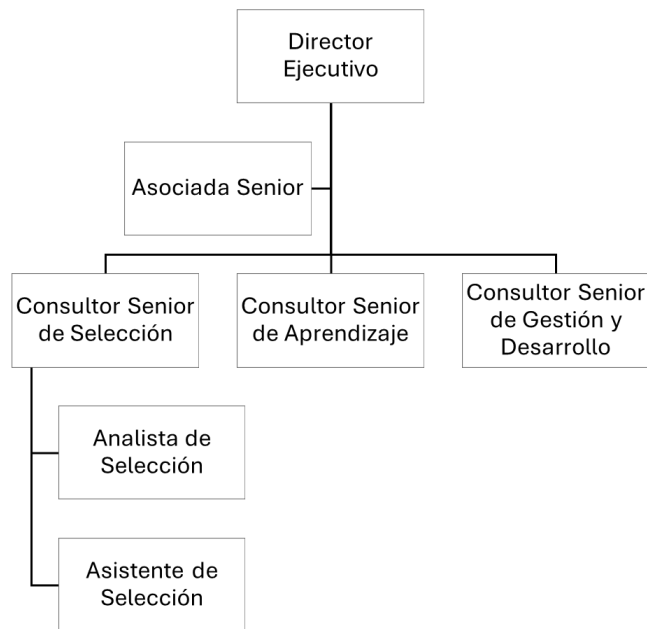 Director
Ejecutivo
Asociada Senior
Consultor Senior
de Selección
Consultor Senior
de Aprendizaje
Consultor Senior
de Gestión y
Desarrollo
Analista de
Selección
Asistente de
Selección